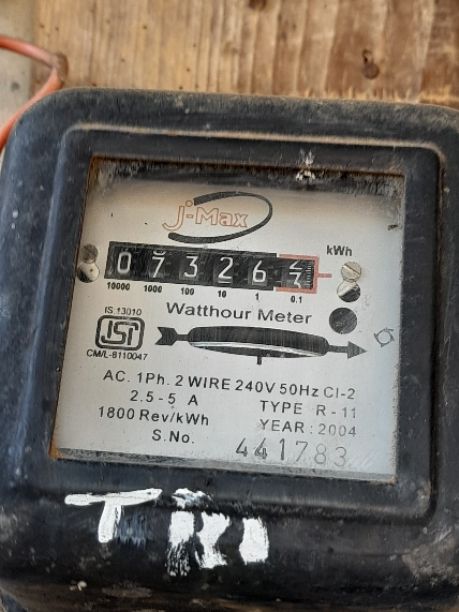 J-Max
kWh
0 7 3 2 6
10000 1000 100 10 1 0.1
IS:13010
Watthour Meter
ISI
CM/L-8110047
AC. 1Ph. 2 WIRE 240V 50Hz Cl-2
2.5-5 A TYPE R-11
1800 Rev/kWh YEAR: 2004
S.No. 441783